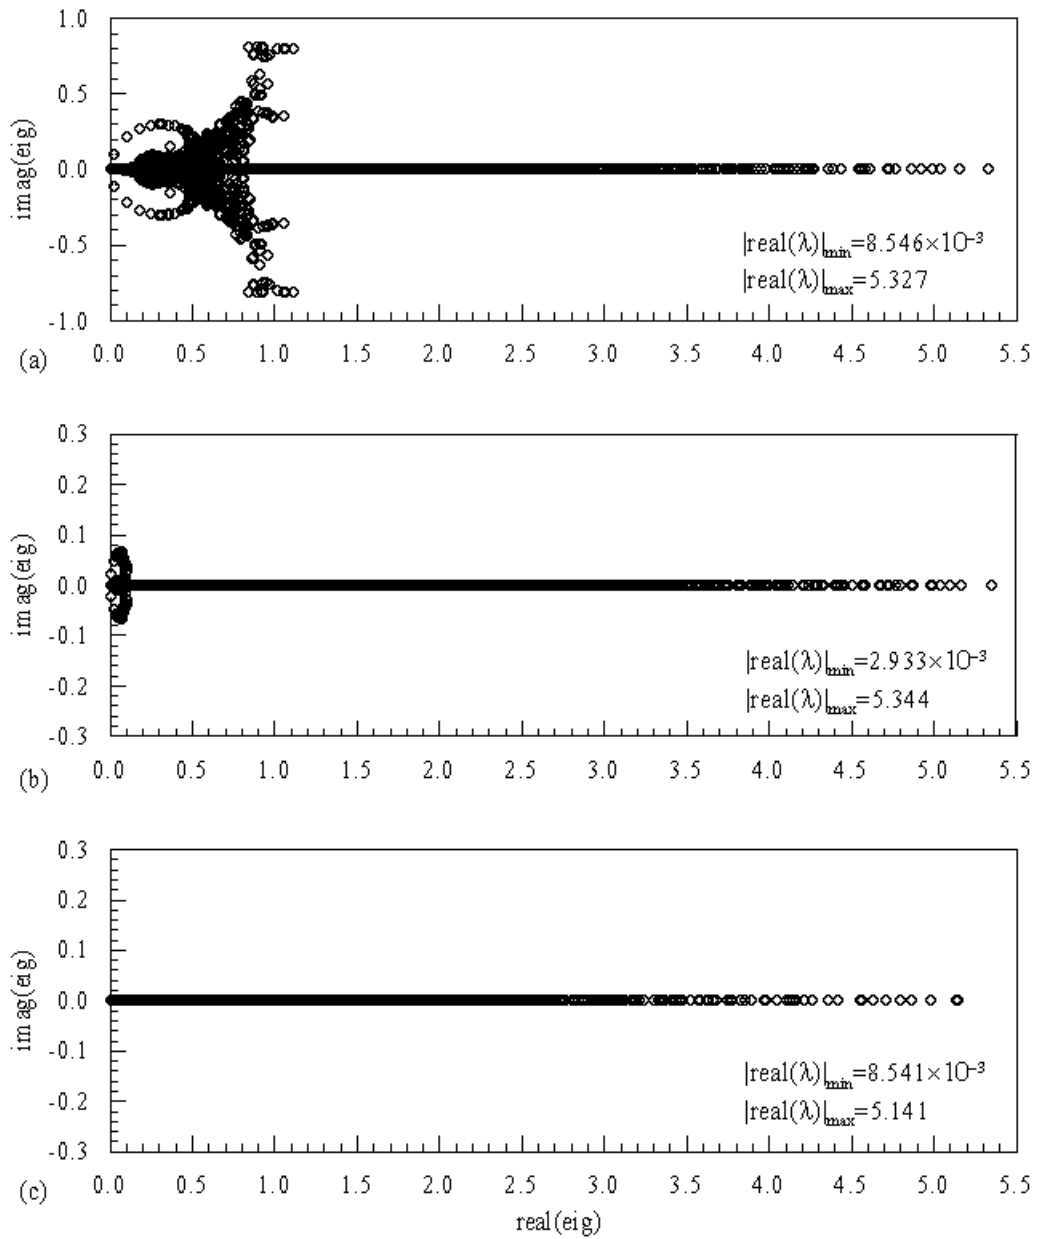 1.0
0.5
0.0
-0.5
-1.0
imag(eig)
|real(λ)|min=8.546×10⁻³
|real(λ)|max=5.327
(a)
0.0 0.5 1.0 1.5 2.0 2.5 3.0 3.5 4.0 4.5 5.0 5.5
0.3
0.2
0.1
0.0
-0.1
-0.2
-0.3
imag(eig)
|real(λ)|min=2.933×10⁻³
|real(λ)|max=5.344
(b)
0.0 0.5 1.0 1.5 2.0 2.5 3.0 3.5 4.0 4.5 5.0 5.5
0.3
0.2
0.1
0.0
-0.1
-0.2
-0.3
imag(eig)
|real(λ)|min=8.541×10⁻³
|real(λ)|max=5.141
(c)
0.0 0.5 1.0 1.5 2.0 2.5 3.0 3.5 4.0 4.5 5.0 5.5
real(eig)